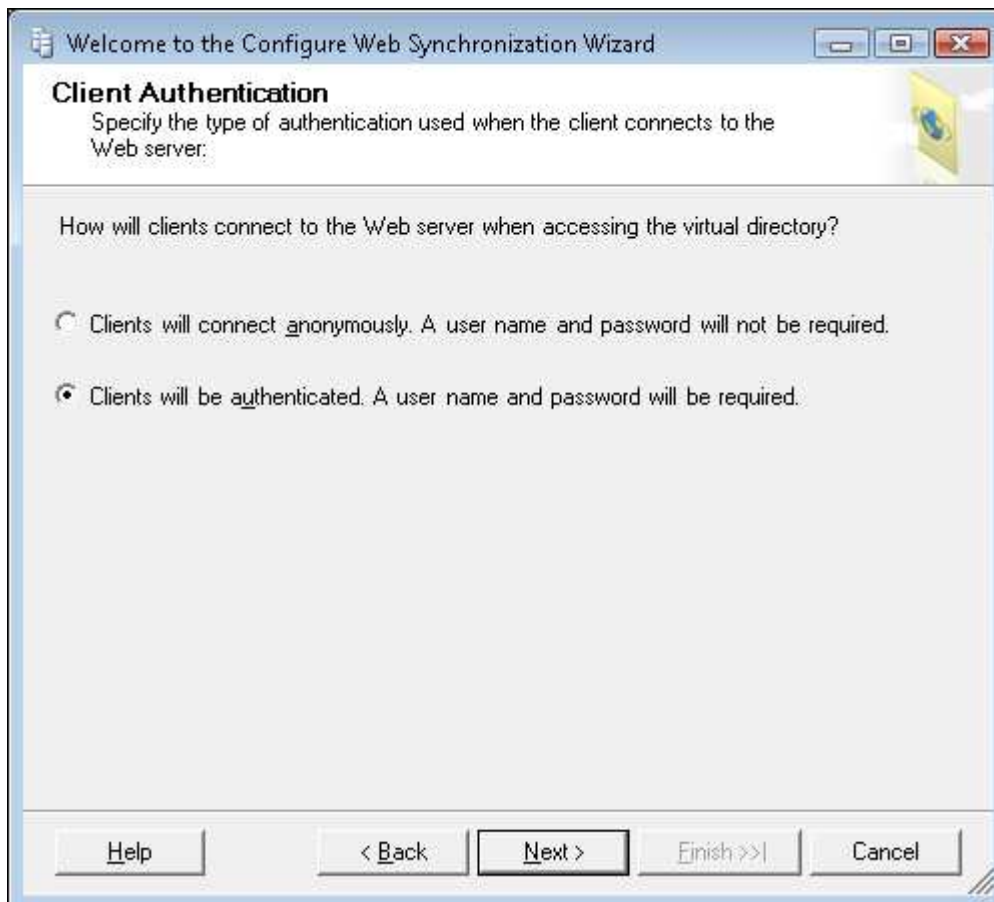 Welcome to the Configure Web Synchronization Wizard
Client Authentication
Specify the type of authentication used when the client connects to the
Web server:
How will clients connect to the Web server when accessing the virtual directory?
Clients will connect anonymously. A user name and password will not be required.
Clients will be authenticated. A user name and password will be required.
Help
< Back
Next >
Finish >>|
Cancel